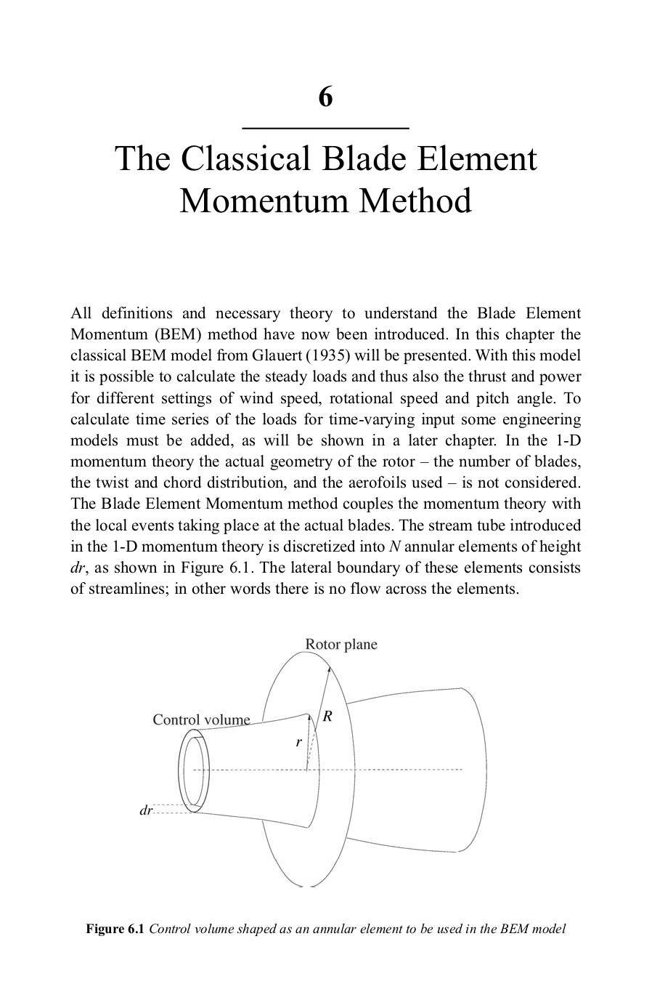 6
The Classical Blade Element
Momentum Method
All definitions and necessary theory to understand the Blade Element
Momentum (BEM) method have now been introduced. In this chapter the
classical BEM model from Glauert (1935) will be presented. With this model
it is possible to calculate the steady loads and thus also the thrust and power
for different settings of wind speed, rotational speed and pitch angle. To
calculate time series of the loads for time-varying input some engineering
models must be added, as will be shown in a later chapter. In the 1-D
momentum theory the actual geometry of the rotor – the number of blades,
the twist and chord distribution, and the aerofoils used – is not considered.
The Blade Element Momentum method couples the momentum theory with
the local events taking place at the actual blades. The stream tube introduced
in the 1-D momentum theory is discretized into N annular elements of height
dr, as shown in Figure 6.1. The lateral boundary of these elements consists
of streamlines; in other words there is no flow across the elements.
Rotor plane
Control volume
R
r
dr
Figure 6.1 Control volume shaped as an annular element to be used in the BEM model